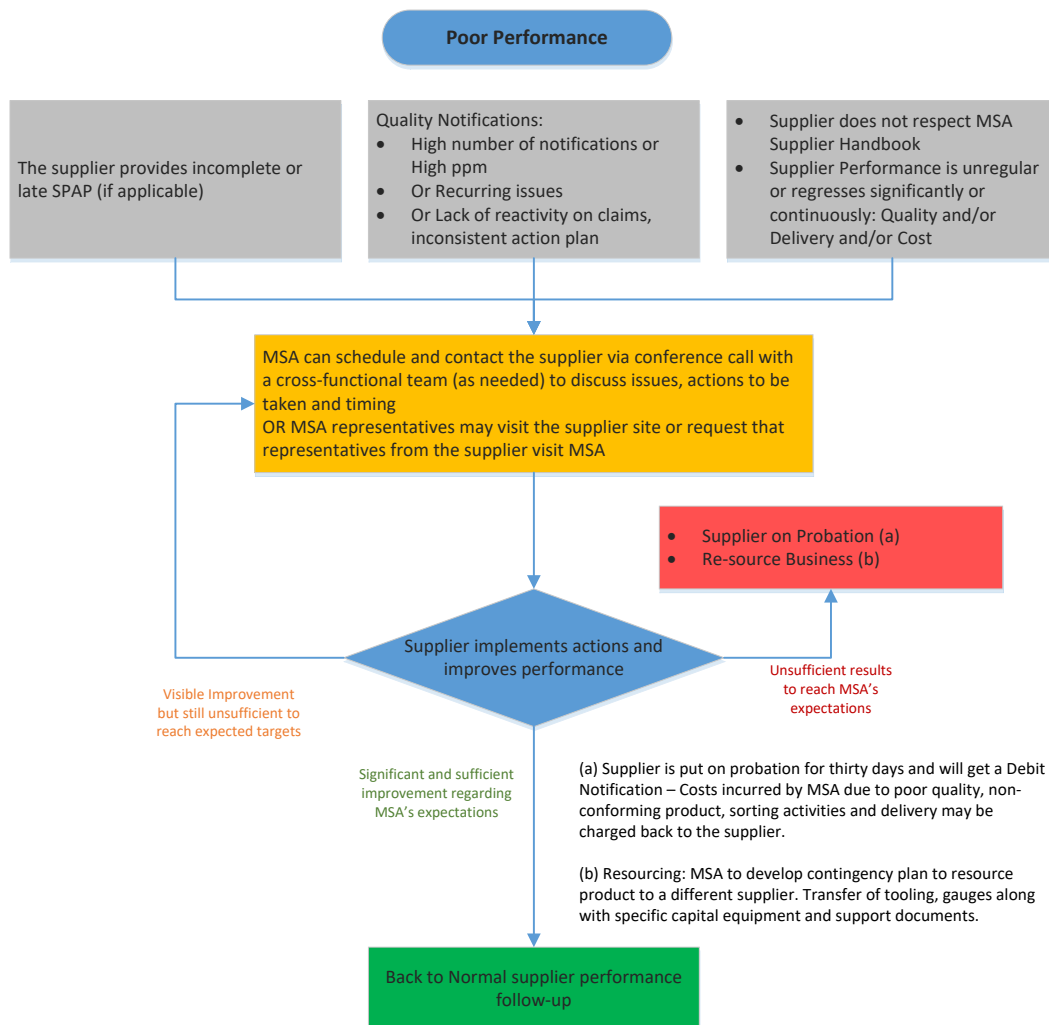 Poor Performance
The supplier provides incomplete or
late SPAP (if applicable)
Quality Notifications:
• High number of notifications or
High ppm
• Or Recurring issues
• Or Lack of reactivity on claims,
inconsistent action plan
• Supplier does not respect MSA
Supplier Handbook
• Supplier Performance is unregular
or regresses significantly or
continuously: Quality and/or
Delivery and/or Cost
MSA can schedule and contact the supplier via conference call with
a cross-functional team (as needed) to discuss issues, actions to be
taken and timing
OR MSA representatives may visit the supplier site or request that
representatives from the supplier visit MSA
• Supplier on Probation (a)
• Re-source Business (b)
Supplier implements actions and
improves performance
Visible Improvement
but still unsufficient to
reach expected targets
Unsufficient results
to reach MSA's
expectations
Significant and sufficient
improvement regarding
MSA's expectations
(a) Supplier is put on probation for thirty days and will get a Debit
Notification – Costs incurred by MSA due to poor quality, non-
conforming product, sorting activities and delivery may be
charged back to the supplier.
(b) Resourcing: MSA to develop contingency plan to resource
product to a different supplier. Transfer of tooling, gauges along
with specific capital equipment and support documents.
Back to Normal supplier performance
follow-up